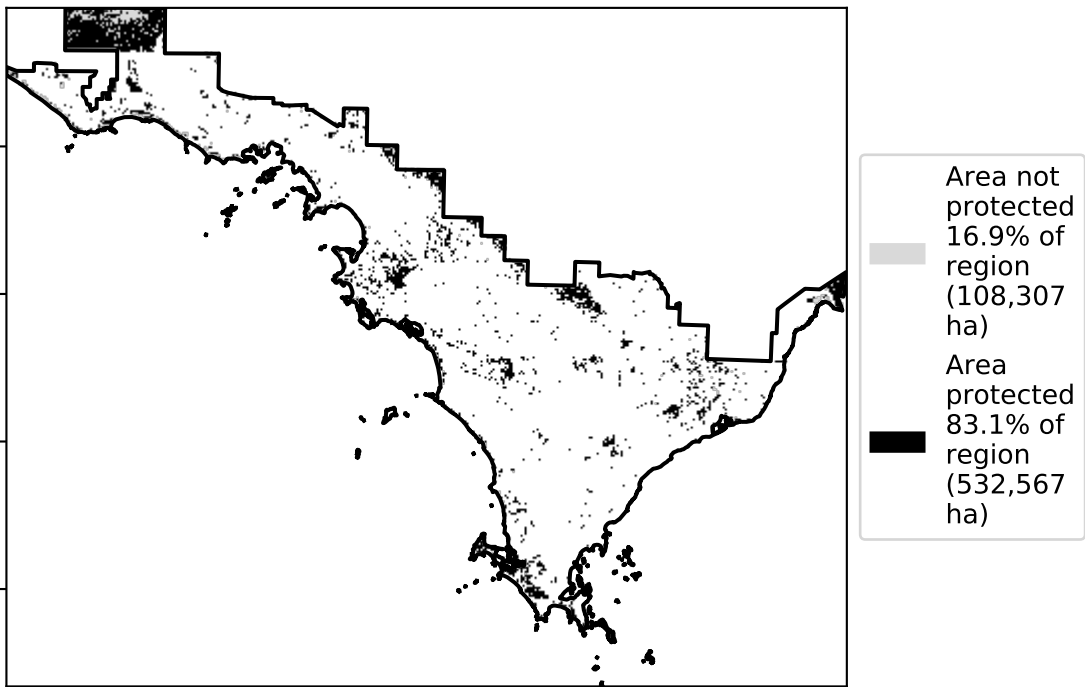 Area not
protected
16.9% of
region
(108,307
ha)
Area
protected
83.1% of
region
(532,567
ha)